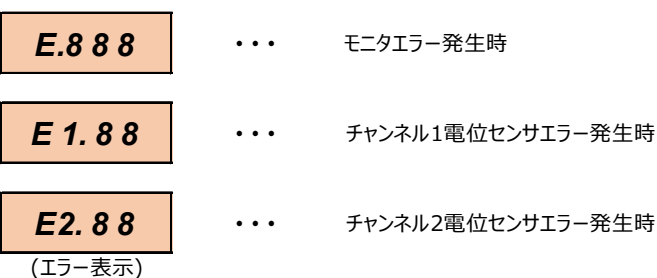 E.8 8 8 ・・・ モニタエラー発生時
E 1. 8 8 ・・・ チャンネル1電位センサエラー発生時
E2. 8 8 ・・・ チャンネル2電位センサエラー発生時
(エラー表示)